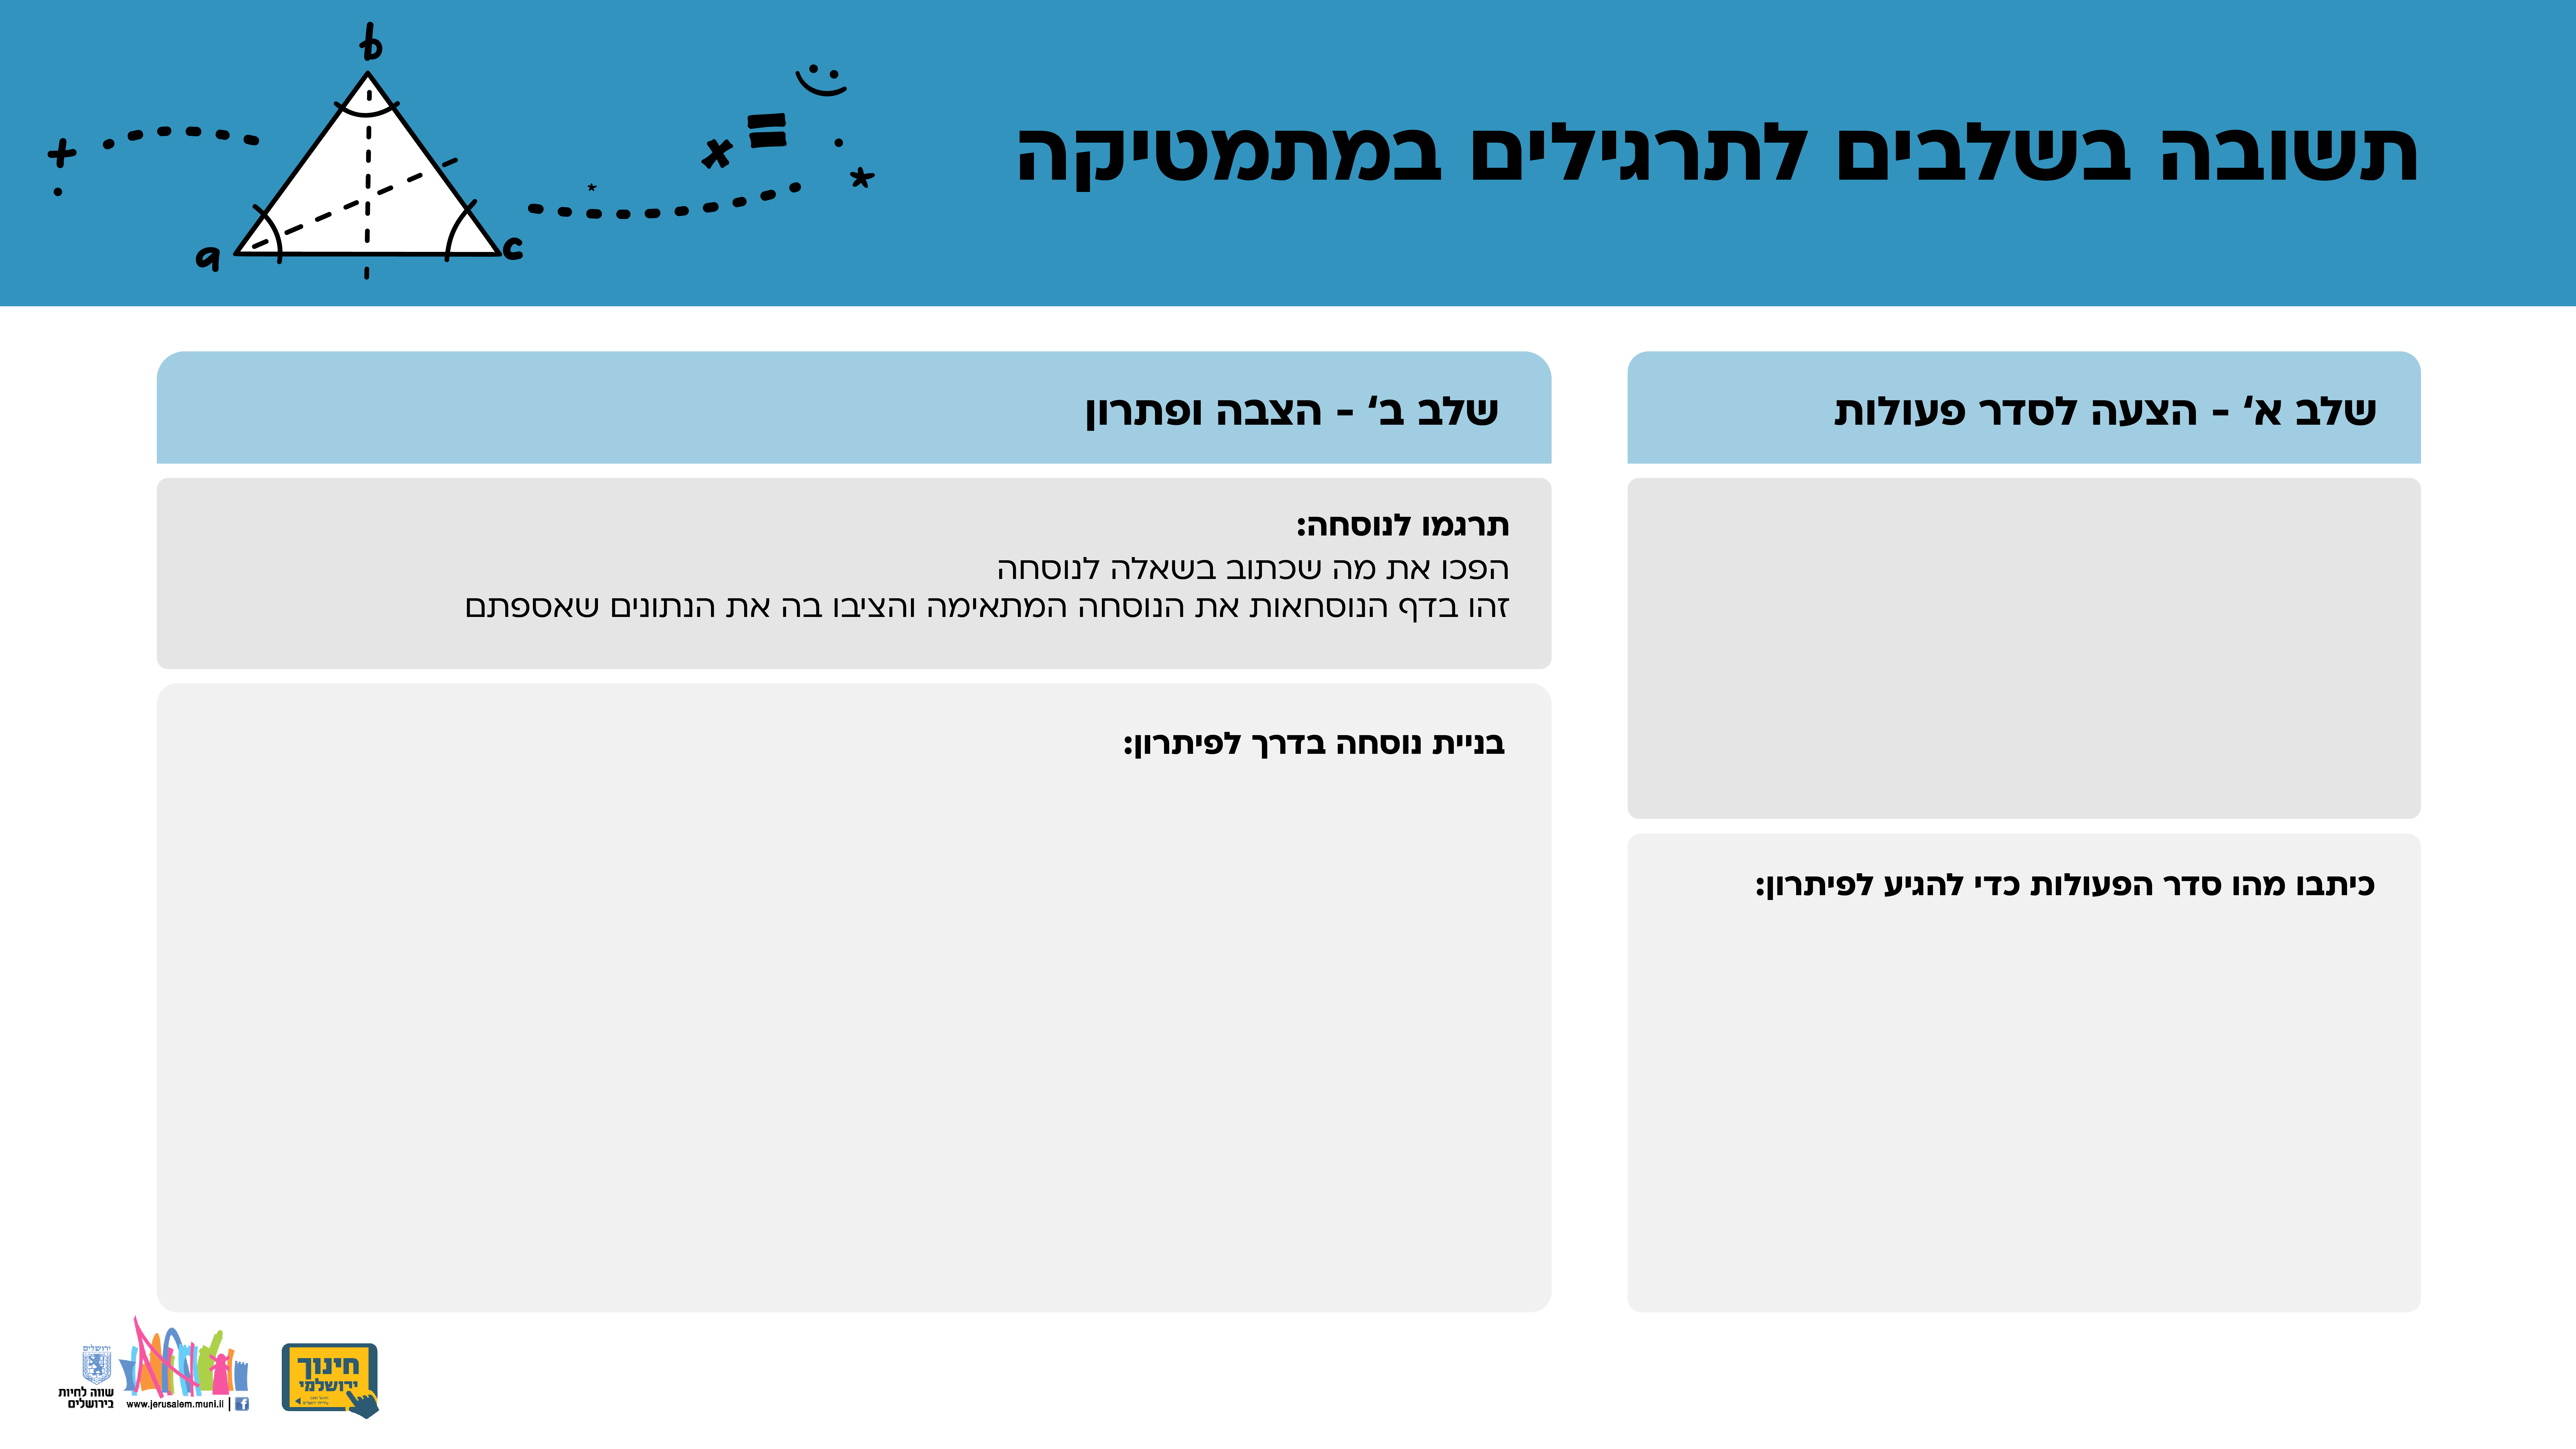 תשובה בשלבים לתרגילים במתמטיקה
b
a
c
שלב א‘ - הצעה לסדר פעולות
כיתבו מהו סדר הפעולות כדי להגיע לפיתרון:
שלב ב‘ - הצבה ופתרון
תרגמו לנוסחה:
הפכו את מה שכתוב בשאלה לנוסחה
זהו בדף הנוסחאות את הנוסחה המתאימה והציבו בה את הנתונים שאספתם
בניית נוסחה בדרך לפיתרון:
ירושלים
שווה לחיות
בירושלים
www.jerusalem.muni.il | f
חינוך
ירושלמי